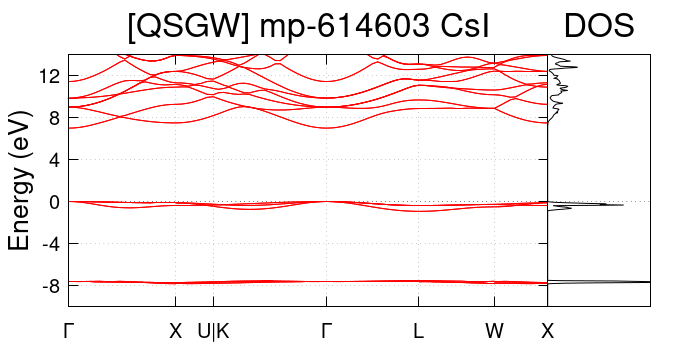 [QSGW] mp-614603 CsI DOS
Energy (eV)
12
8
4
0
-4
-8
Γ X U|K Γ L W X